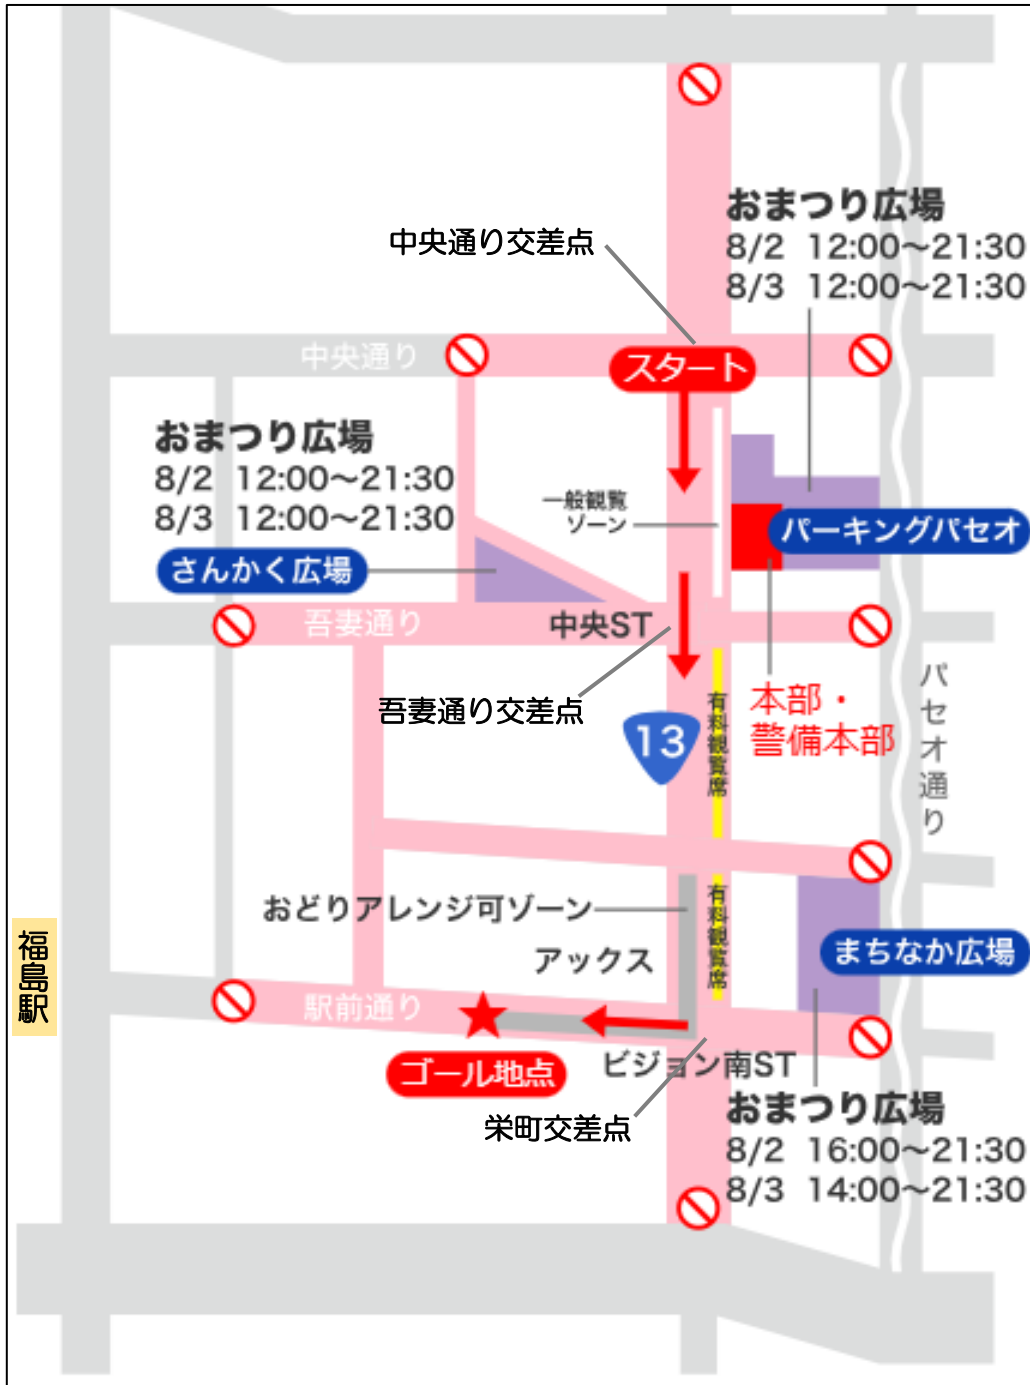 おまつり広場
8/2 12:00〜21:30
8/3 12:00〜21:30
中央通り交差点
中央通り
スタート
おまつり広場
8/2 12:00〜21:30
8/3 12:00〜21:30
さんかく広場
一般観覧
ゾーン
パーキングパセオ
吾妻通り
中央ST
吾妻通り交差点
13
有料観覧席
本部・
警備本部
パセオ通り
おどりアレンジ可ゾーン
アックス
有料観覧席
まちなか広場
福島駅
駅前通り
ゴール地点
ビジョン南ST
栄町交差点
おまつり広場
8/2 16:00〜21:30
8/3 14:00〜21:30